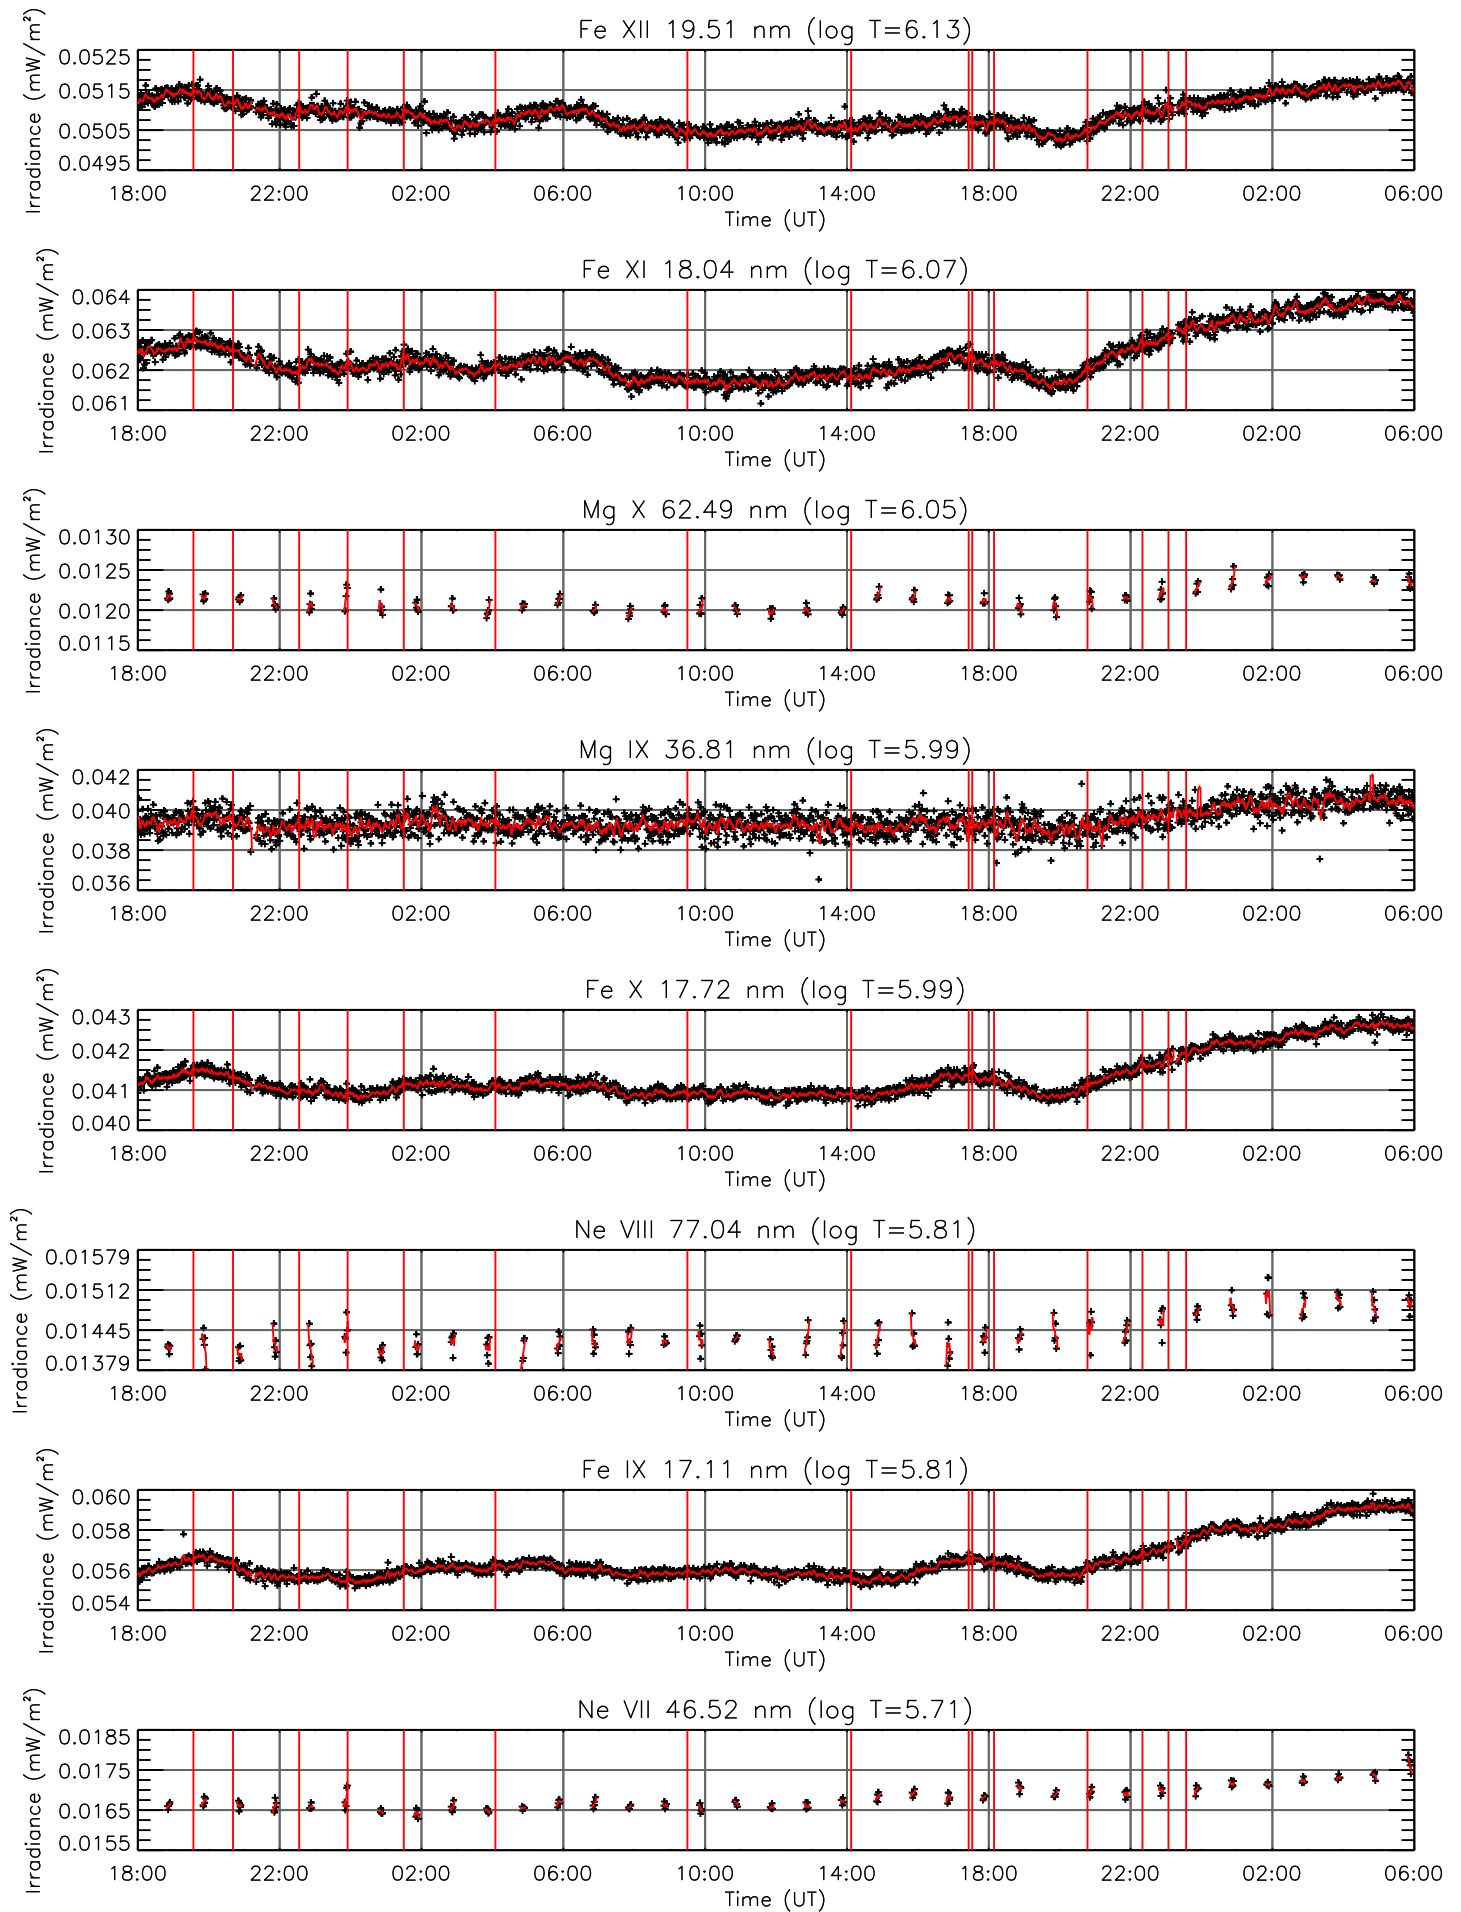 Fe XII 19.51 nm (log T=6.13)
Irradiance (mW/m²)
0.0525
0.0515
0.0505
0.0495
18:00 22:00 02:00 06:00 10:00 14:00 18:00 22:00 02:00 06:00
Time (UT)
Fe XI 18.04 nm (log T=6.07)
Irradiance (mW/m²)
0.064
0.063
0.062
0.061
18:00 22:00 02:00 06:00 10:00 14:00 18:00 22:00 02:00 06:00
Time (UT)
Mg X 62.49 nm (log T=6.05)
Irradiance (mW/m²)
0.0130
0.0125
0.0120
0.0115
18:00 22:00 02:00 06:00 10:00 14:00 18:00 22:00 02:00 06:00
Time (UT)
Mg IX 36.81 nm (log T=5.99)
Irradiance (mW/m²)
0.042
0.040
0.038
0.036
18:00 22:00 02:00 06:00 10:00 14:00 18:00 22:00 02:00 06:00
Time (UT)
Fe X 17.72 nm (log T=5.99)
Irradiance (mW/m²)
0.043
0.042
0.041
0.040
18:00 22:00 02:00 06:00 10:00 14:00 18:00 22:00 02:00 06:00
Time (UT)
Ne VIII 77.04 nm (log T=5.81)
Irradiance (mW/m²)
0.01579
0.01512
0.01445
0.01379
18:00 22:00 02:00 06:00 10:00 14:00 18:00 22:00 02:00 06:00
Time (UT)
Fe IX 17.11 nm (log T=5.81)
Irradiance (mW/m²)
0.060
0.058
0.056
0.054
18:00 22:00 02:00 06:00 10:00 14:00 18:00 22:00 02:00 06:00
Time (UT)
Ne VII 46.52 nm (log T=5.71)
Irradiance (mW/m²)
0.0185
0.0175
0.0165
0.0155
18:00 22:00 02:00 06:00 10:00 14:00 18:00 22:00 02:00 06:00
Time (UT)